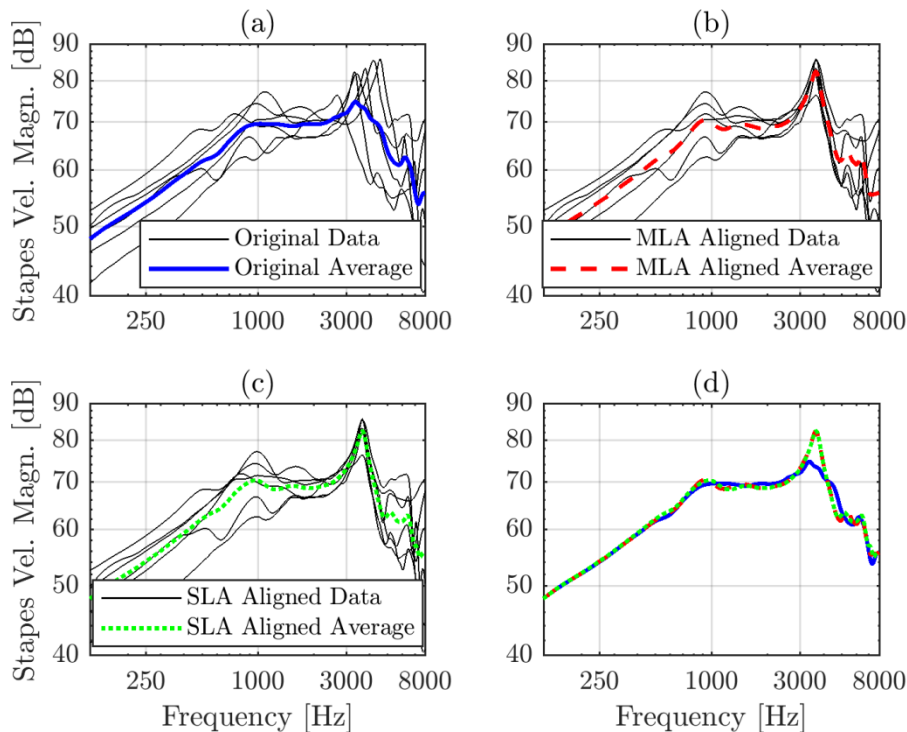 (a)
Stapes Vel. Magn. [dB]
90
80
70
60
50
40
Original Data
Original Average
250
1000
3000
8000
(b)
90
80
70
60
50
40
MLA Aligned Data
MLA Aligned Average
250
1000
3000
8000
(c)
Stapes Vel. Magn. [dB]
90
80
70
60
50
40
SLA Aligned Data
SLA Aligned Average
250
1000
3000
8000
Frequency [Hz]
(d)
90
80
70
60
50
40
250
1000
3000
8000
Frequency [Hz]